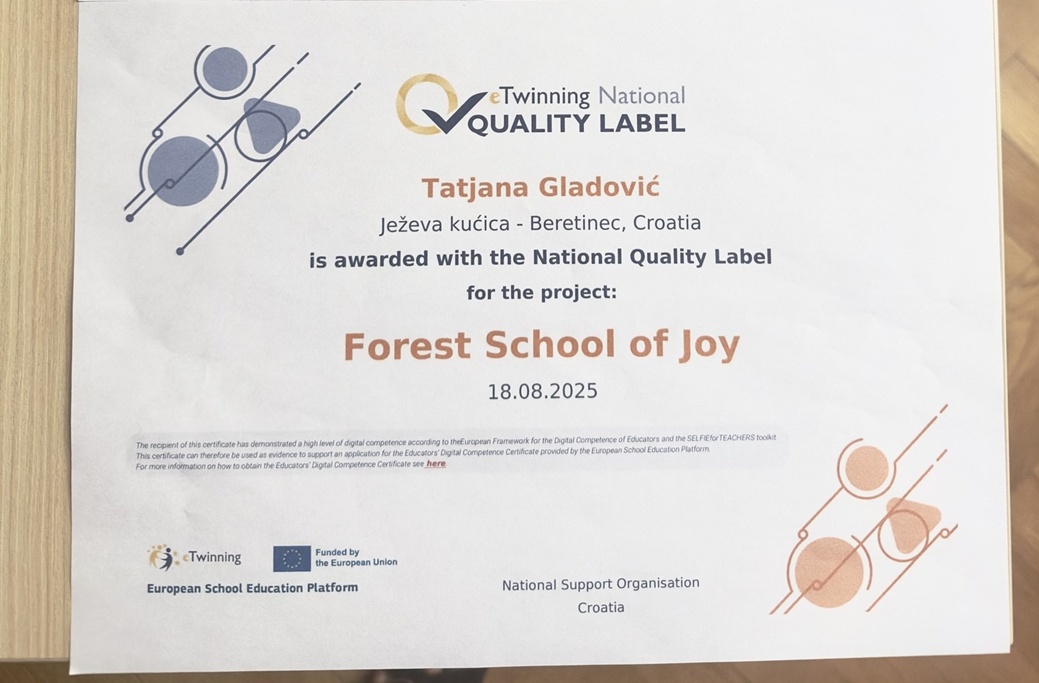 eTwinning National
QUALITY LABEL
Tatjana Gladović
Ježeva kućica - Beretinec, Croatia
is awarded with the National Quality Label
for the project:
Forest School of Joy
18.08.2025
The recipient of this certificate has demonstrated a high level of digital competence according to theEuropean Framework for the Digital Competence of Educators and the SELFIEforTEACHERS toolkit
This certificate can therefore be used as evidence to support an application for the Educators' Digital Competence Certificate provided by the European School Education Platform.
For more information on how to obtain the Educators' Digital Competence Certificate see here.
eTwinning
Funded by
the European Union
European School Education Platform
National Support Organisation
Croatia